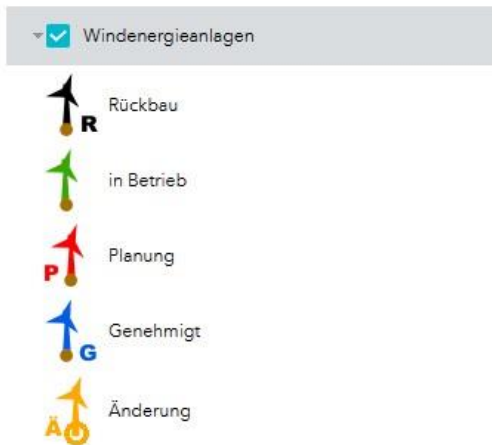 Windenergieanlagen
R Rückbau
in Betrieb
P Planung
G Genehmigt
Ä Änderung